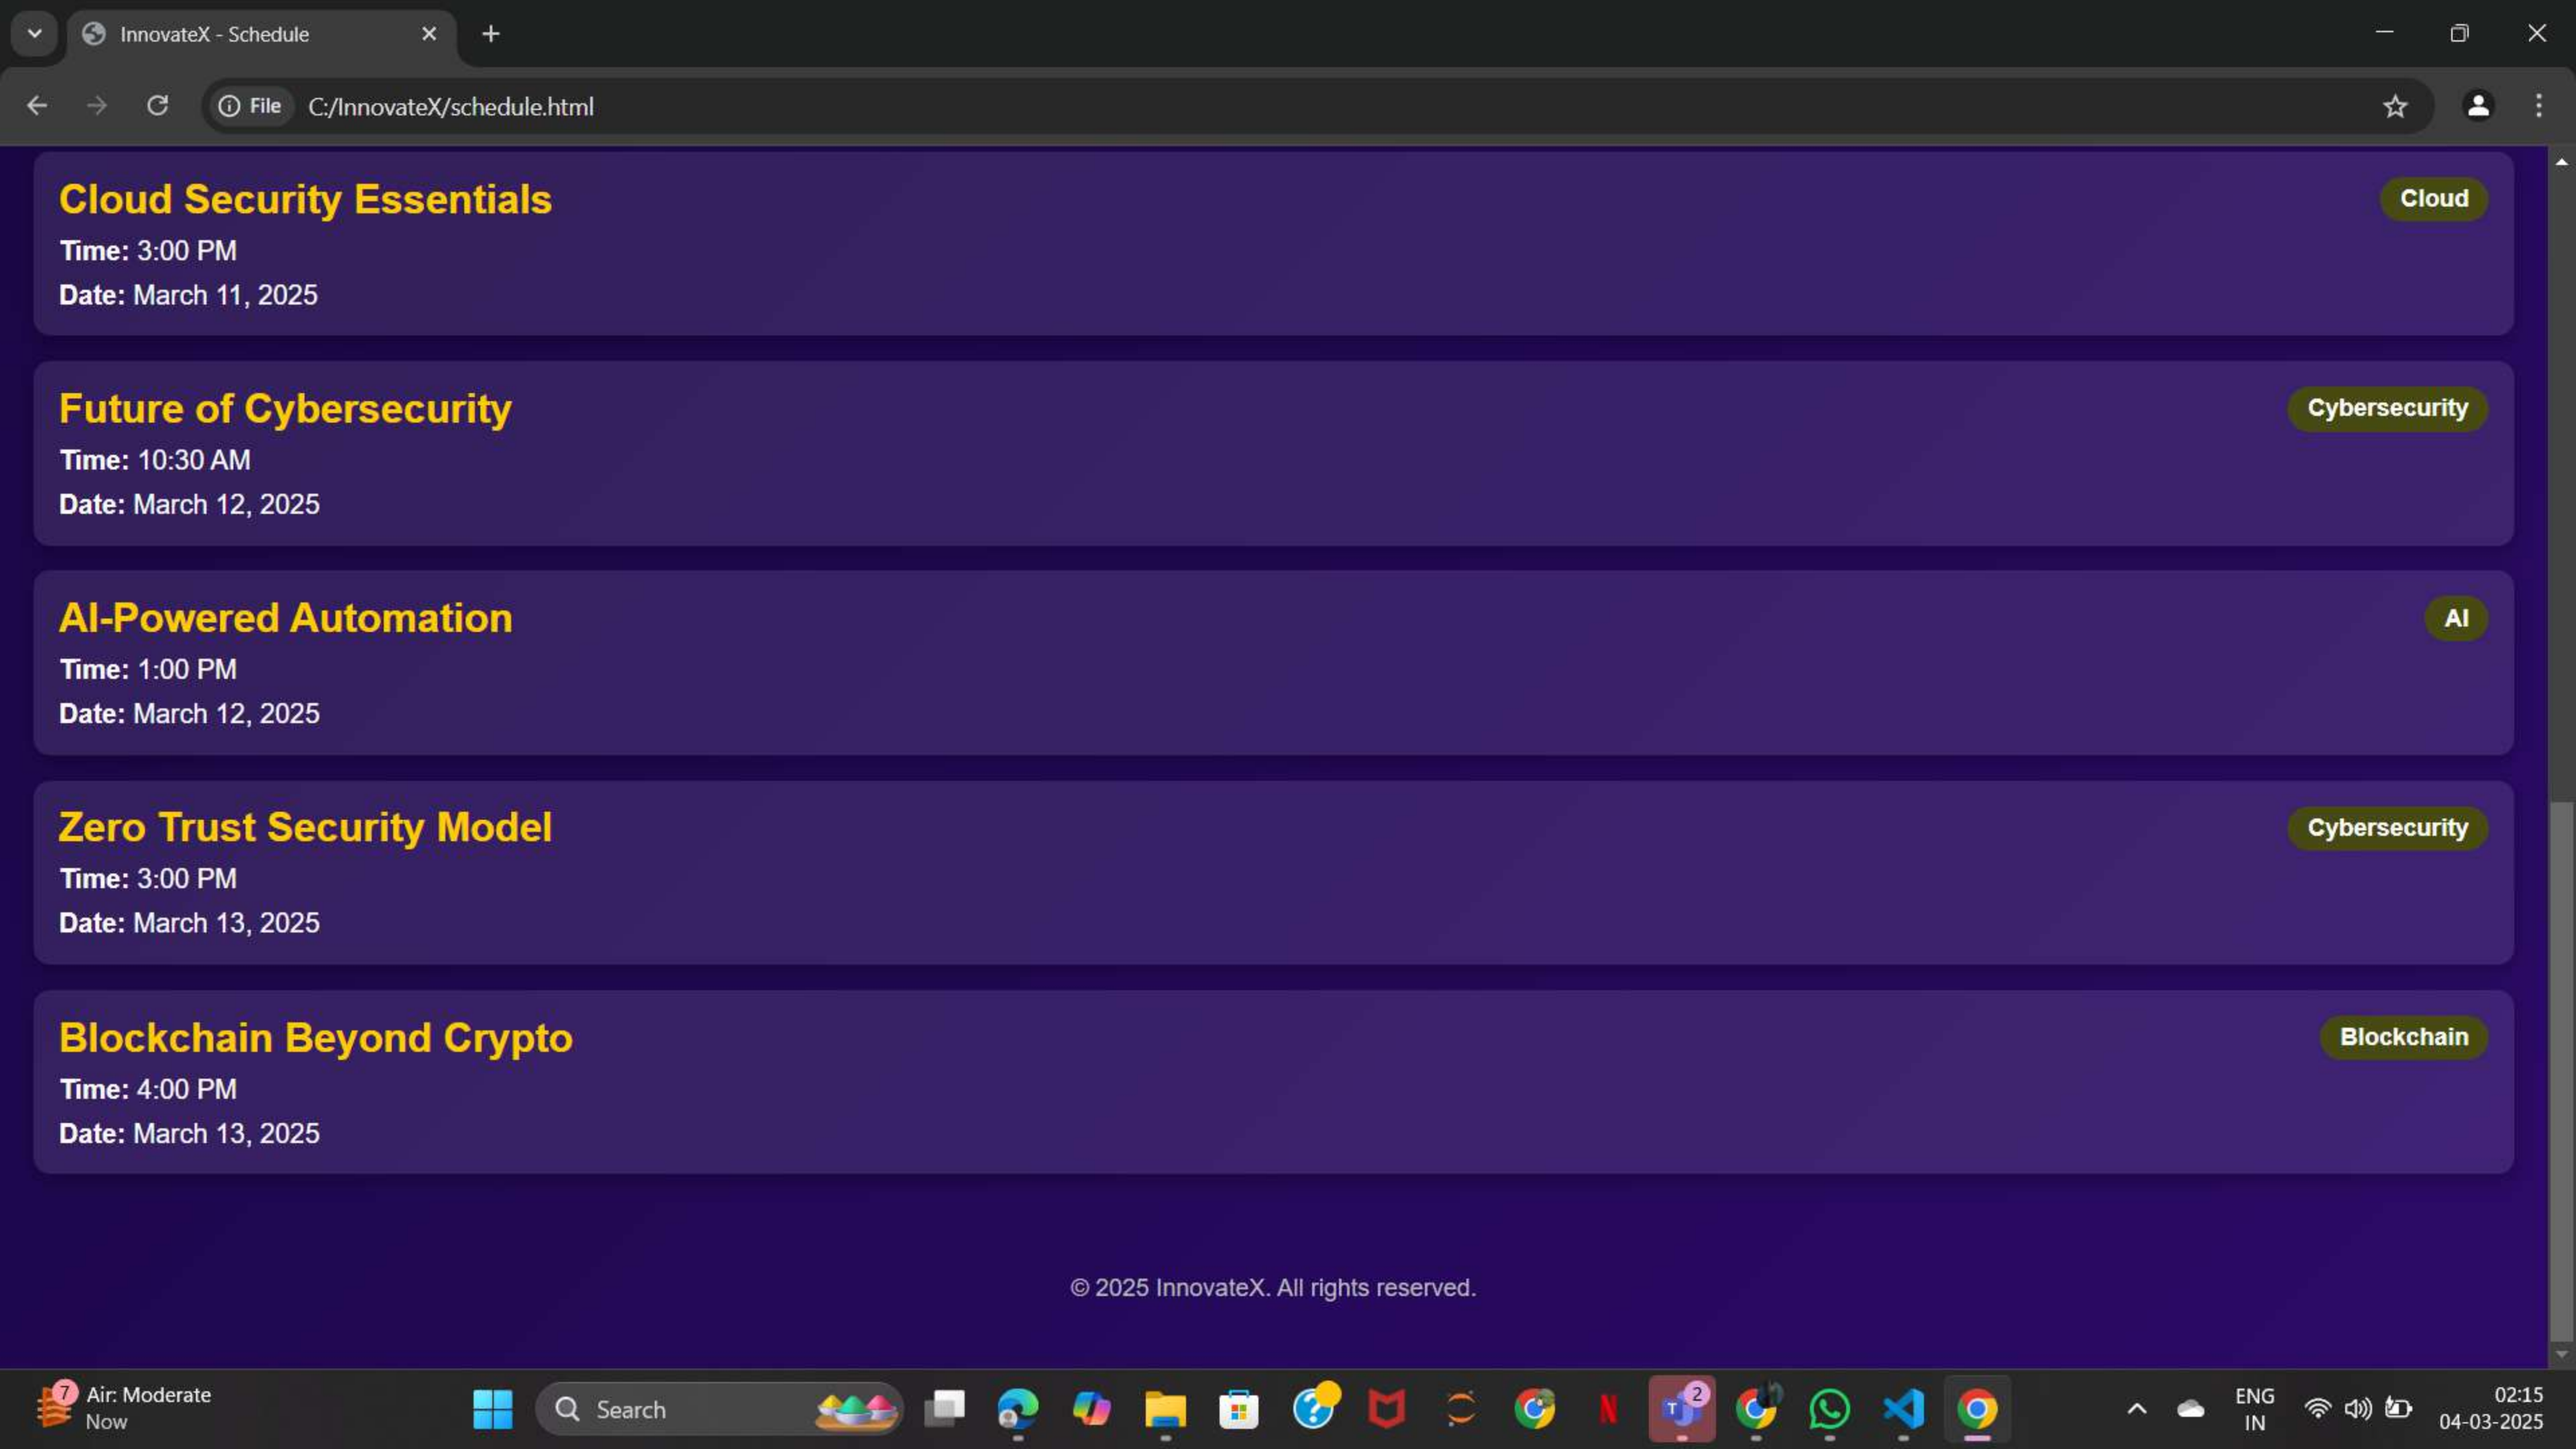 InnovateX - Schedule
File C:/InnovateX/schedule.html
Cloud Security Essentials
Cloud
Time: 3:00 PM
Date: March 11, 2025
Future of Cybersecurity
Cybersecurity
Time: 10:30 AM
Date: March 12, 2025
AI-Powered Automation
AI
Time: 1:00 PM
Date: March 12, 2025
Zero Trust Security Model
Cybersecurity
Time: 3:00 PM
Date: March 13, 2025
Blockchain Beyond Crypto
Blockchain
Time: 4:00 PM
Date: March 13, 2025
© 2025 InnovateX. All rights reserved.
7
Air: Moderate
Now
Search
N
T
2
ENG
IN
02:15
04-03-2025